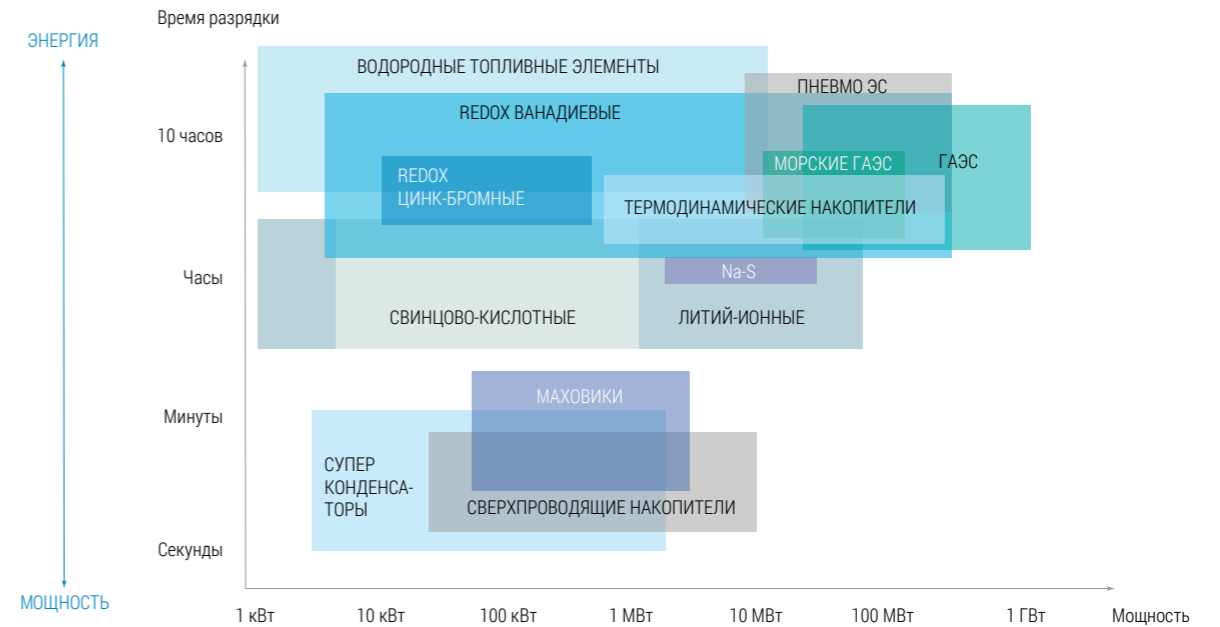 Время разрядки
ЭНЕРГИЯ
ВОДОРОДНЫЕ ТОПЛИВНЫЕ ЭЛЕМЕНТЫ
ПНЕВМО ЭС
REDOX ВАНАДИЕВЫЕ
10 часов
МОРСКИЕ ГАЭС
ГАЭС
REDOX
ЦИНК-БРОМНЫЕ
ТЕРМОДИНАМИЧЕСКИЕ НАКОПИТЕЛИ
Часы
Na-S
СВИНЦОВО-КИСЛОТНЫЕ
ЛИТИЙ-ИОННЫЕ
МАХОВИКИ
Минуты
СУПЕР
КОНДЕНСА-
ТОРЫ
СВЕРХПРОВОДЯЩИЕ НАКОПИТЕЛИ
Секунды
МОЩНОСТЬ
1 кВт 10 кВт 100 кВт 1 МВт 10 МВт 100 МВт 1 ГВт Мощность